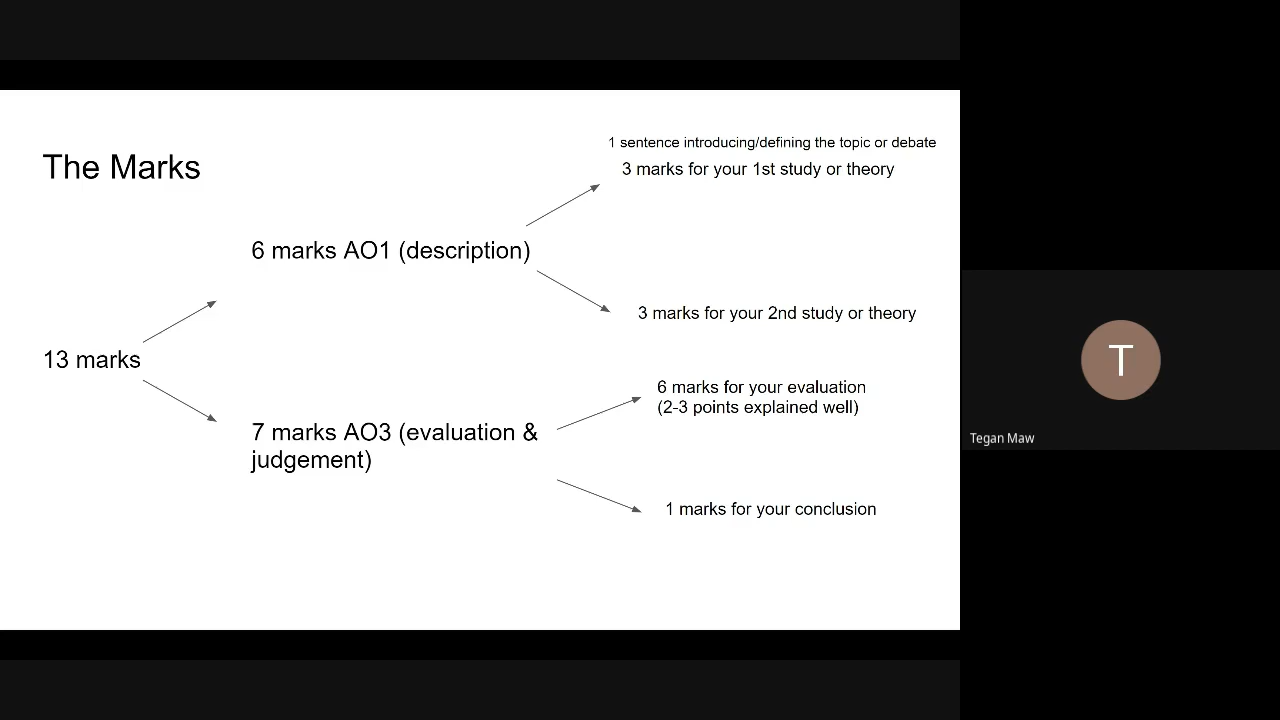 The Marks
1 sentence introducing/defining the topic or debate
3 marks for your 1st study or theory
6 marks AO1 (description)
3 marks for your 2nd study or theory
13 marks
6 marks for your evaluation
(2-3 points explained well)
7 marks AO3 (evaluation &
judgement)
1 marks for your conclusion
T
Tegan Maw